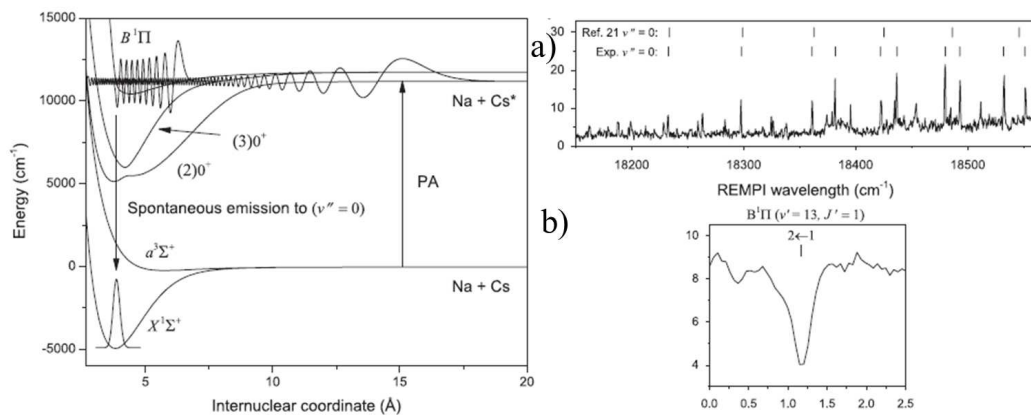 15000
10000
5000
0
-5000
Energy (cm⁻¹)
B¹Π
(3)0⁺
(2)0⁺
Na + Cs*
PA
Spontaneous emission to (v″ = 0)
a³Σ⁺
Na + Cs
X¹Σ⁺
5 10 15 20
Internuclear coordinate (Å)
a)
30
20
10
0
Ref. 21 v″ = 0:
Exp. v″ = 0:
18200 18300 18400 18500
REMPI wavelength (cm⁻¹)
b)
B¹Π (v′ = 13, J′ = 1)
2←1
10
8
6
4
0.0 0.5 1.0 1.5 2.0 2.5